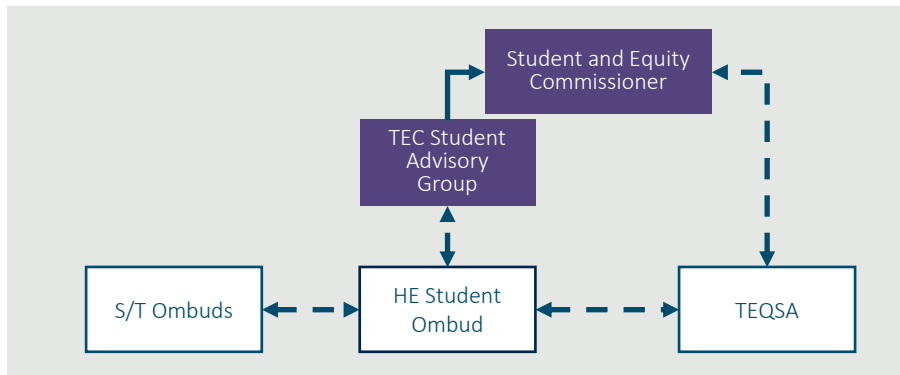 Student and Equity
Commissioner
TEC Student
Advisory
Group
S/T Ombuds
HE Student
Ombud
TEQSA